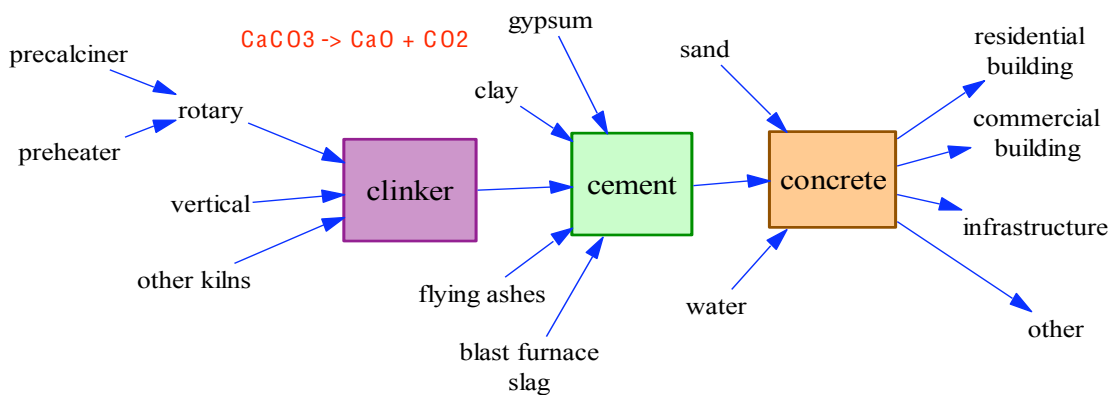 CaCO3 -> CaO + CO2
gypsum
precalciner
sand
residential
building
clay
rotary
commercial
building
preheater
clinker
cement
concrete
vertical
infrastructure
other kilns
flying ashes
water
other
blast furnace
slag